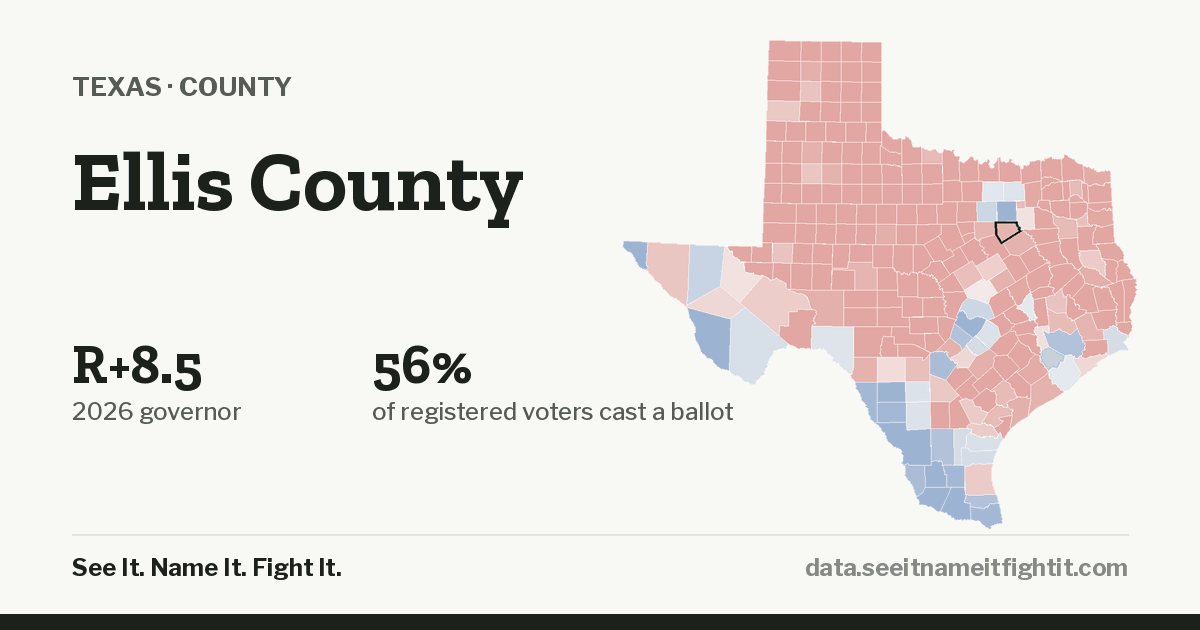 TEXAS · COUNTY
Ellis County
R+8.5
2026 governor
56%
of registered voters cast a ballot
See It. Name It. Fight It.
data.seeitnameitfightit.com